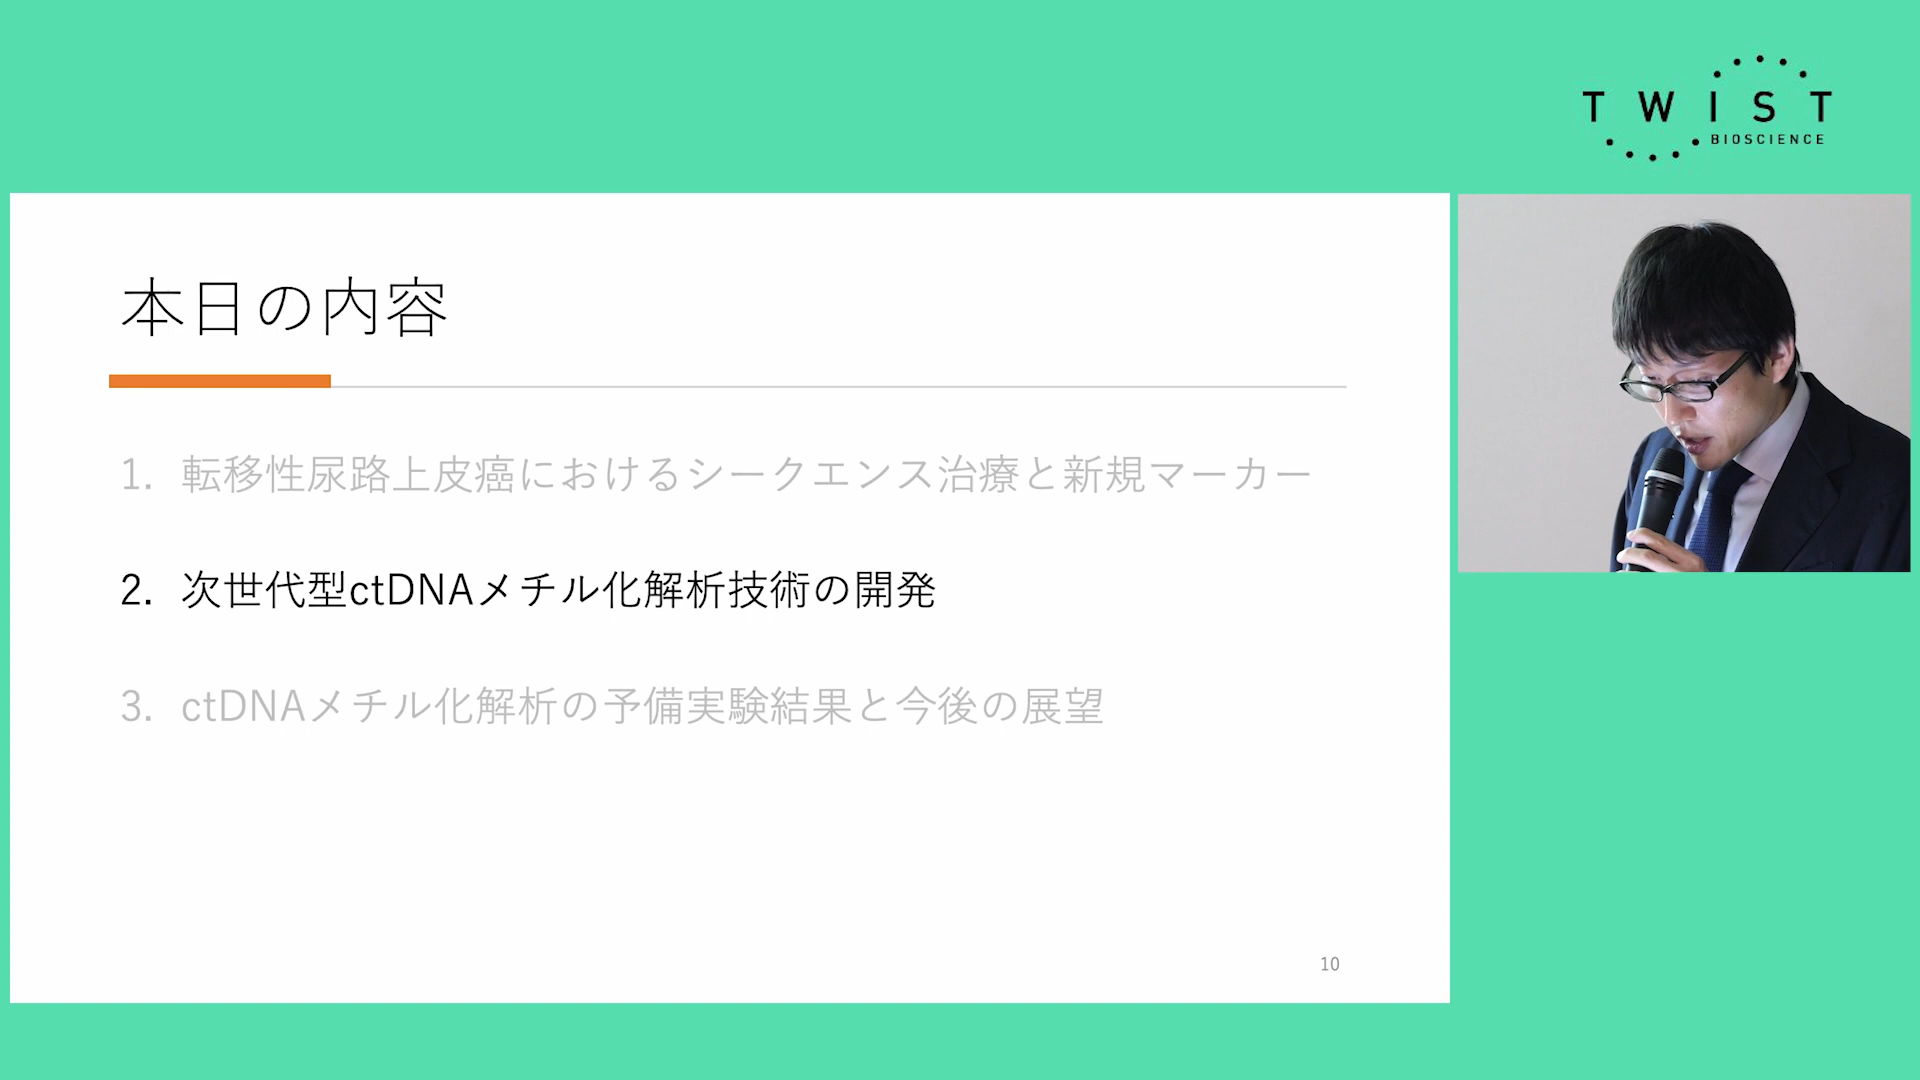 TWIST
BIOSCIENCE
本日の内容
1. 転移性尿路上皮癌におけるシークエンス治療と新規マーカー
2. 次世代型ctDNAメチル化解析技術の開発
3. ctDNAメチル化解析の予備実験結果と今後の展望
10